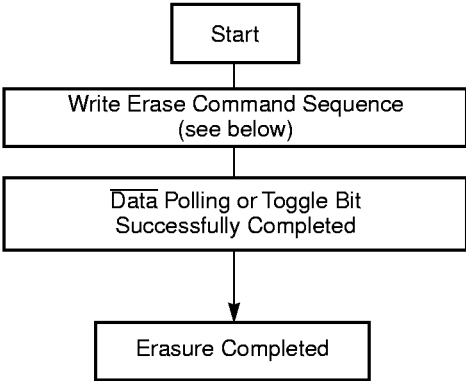 Start
Write Erase Command Sequence
(see below)
Data Polling or Toggle Bit
Successfully Completed
Erasure Completed